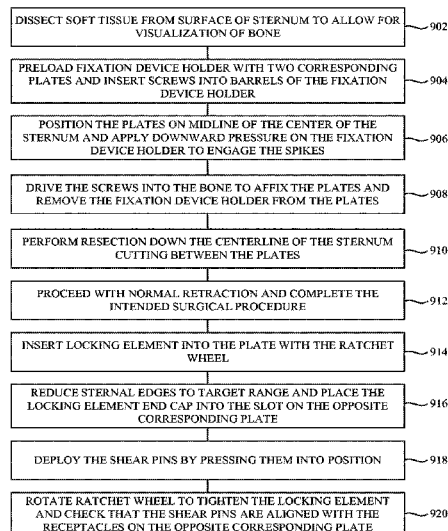 DISSECT SOFT TISSUE FROM SURFACE OF STERNUM TO ALLOW FOR
VISUALIZATION OF BONE
902
PRELOAD FIXATION DEVICE HOLDER WITH TWO CORRESPONDING
PLATES AND INSERT SCREWS INTO BARRELS OF THE FIXATION
DEVICE HOLDER
904
POSITION THE PLATES ON MIDLINE OF THE CENTER OF THE
STERNUM AND APPLY DOWNWARD PRESSURE ON THE FIXATION
DEVICE HOLDER TO ENGAGE THE SPIKES
906
DRIVE THE SCREWS INTO THE BONE TO AFFIX THE PLATES AND
REMOVE THE FIXATION DEVICE HOLDER FROM THE PLATES
908
PERFORM RESECTION DOWN THE CENTERLINE OF THE STERNUM
CUTTING BETWEEN THE PLATES
910
PROCEED WITH NORMAL RETRACTION AND COMPLETE THE
INTENDED SURGICAL PROCEDURE
912
INSERT LOCKING ELEMENT INTO THE PLATE WITH THE RATCHET
WHEEL
914
REDUCE STERNAL EDGES TO TARGET RANGE AND PLACE THE
LOCKING ELEMENT END CAP INTO THE SLOT ON THE OPPOSITE
CORRESPONDING PLATE
916
DEPLOY THE SHEAR PINS BY PRESSING THEM INTO POSITION
918
ROTATE RATCHET WHEEL TO TIGHTEN THE LOCKING ELEMENT
AND CHECK THAT THE SHEAR PINS ARE ALIGNED WITH THE
RECEPTACLES ON THE OPPOSITE CORRESPONDING PLATE
920